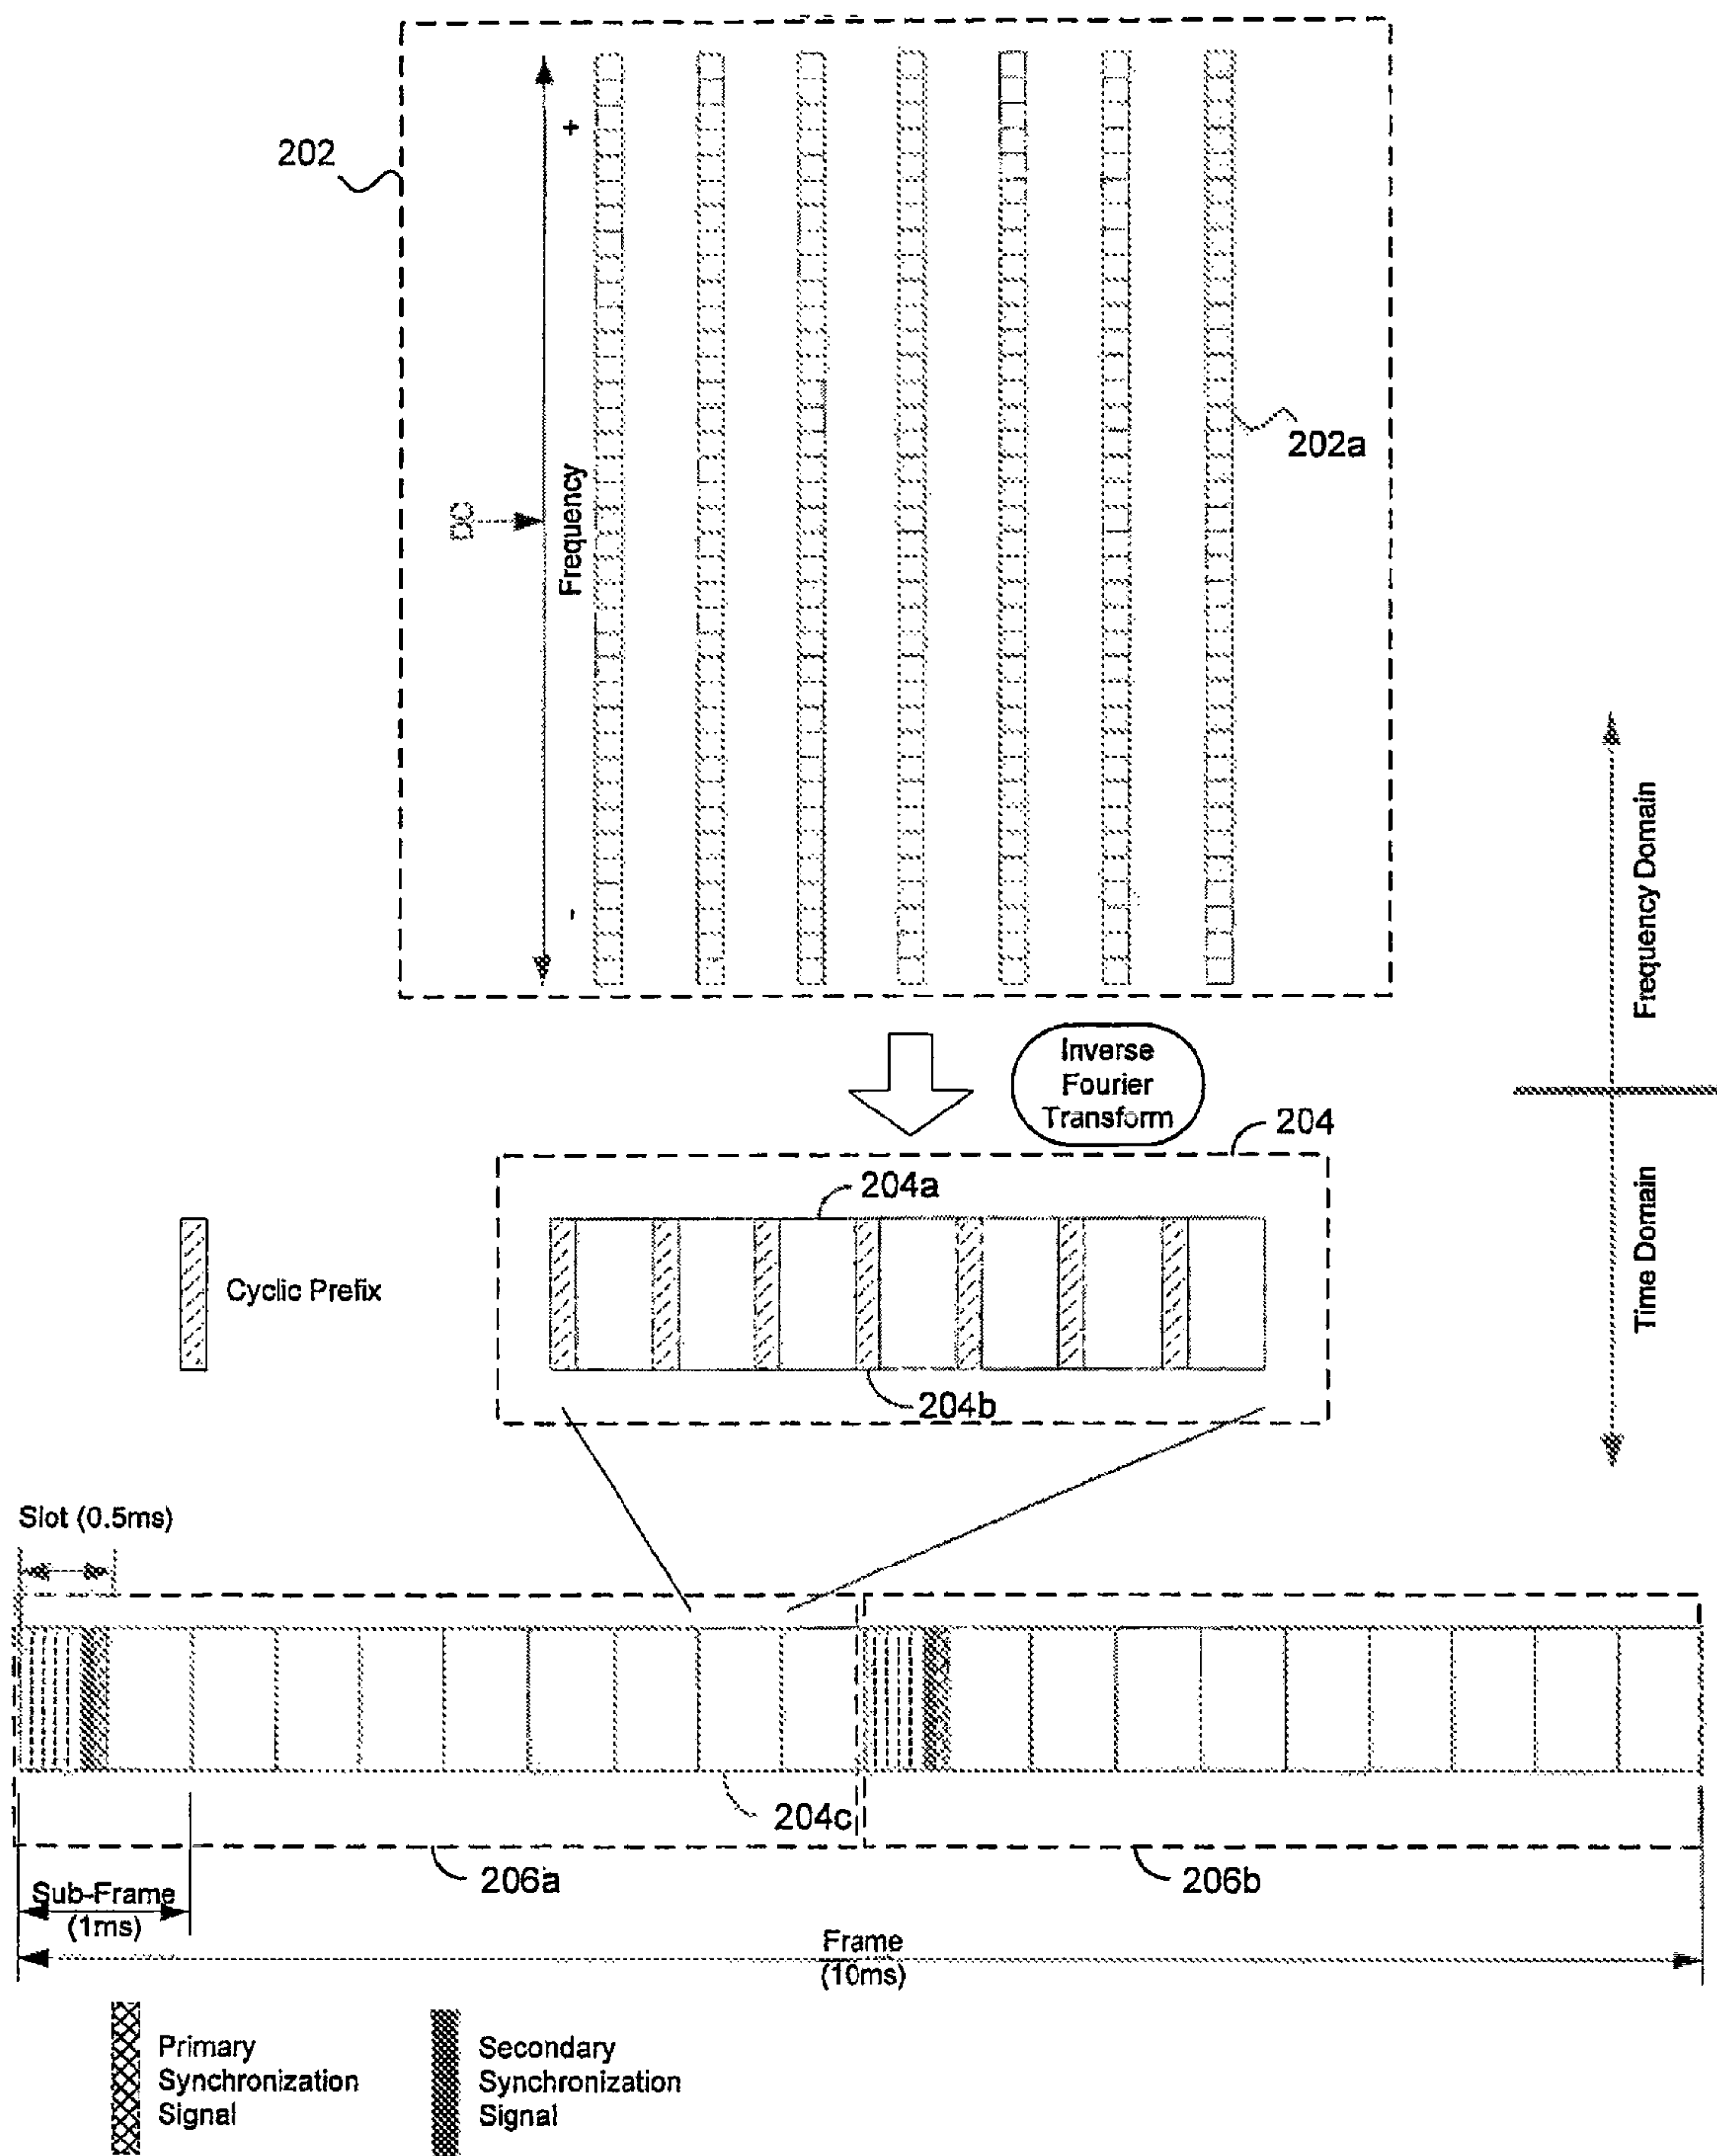 202
+
DC
Frequency
202a
-
Frequency Domain
Inverse
Fourier
Transform
204
204a
Cyclic Prefix
204b
Time Domain
Slot (0.5ms)
204c
206a
206b
Sub-Frame
(1ms)
Frame
(10ms)
Primary
Synchronization
Signal
Secondary
Synchronization
Signal